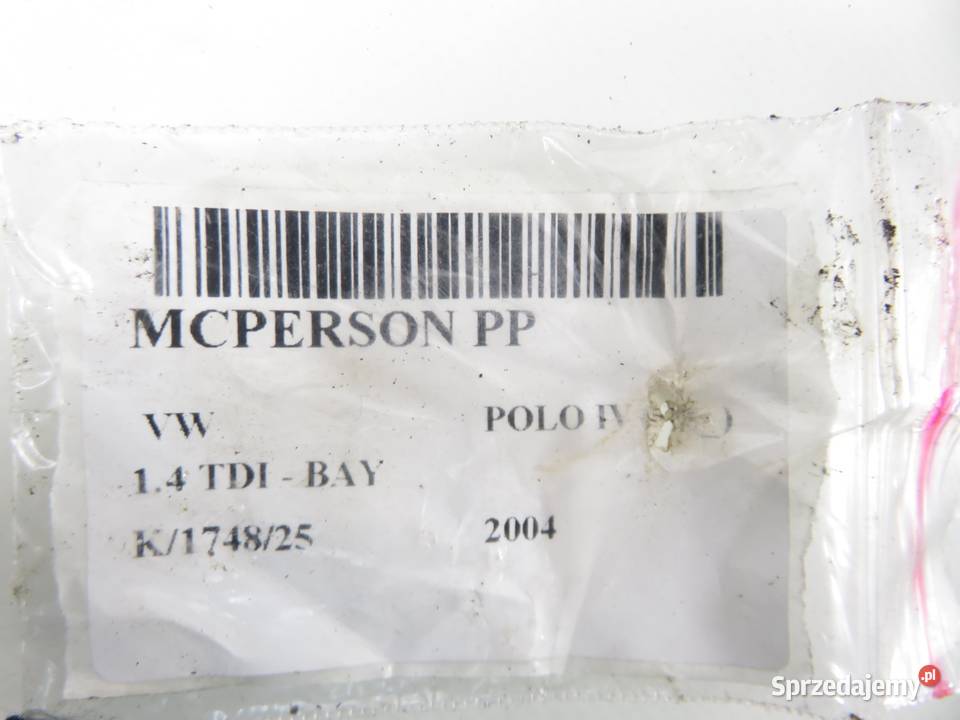 MCPERSON PP
VW POLO IV
1.4 TDI - BAY
K/1748/25 2004
Sprzedajemy.pl